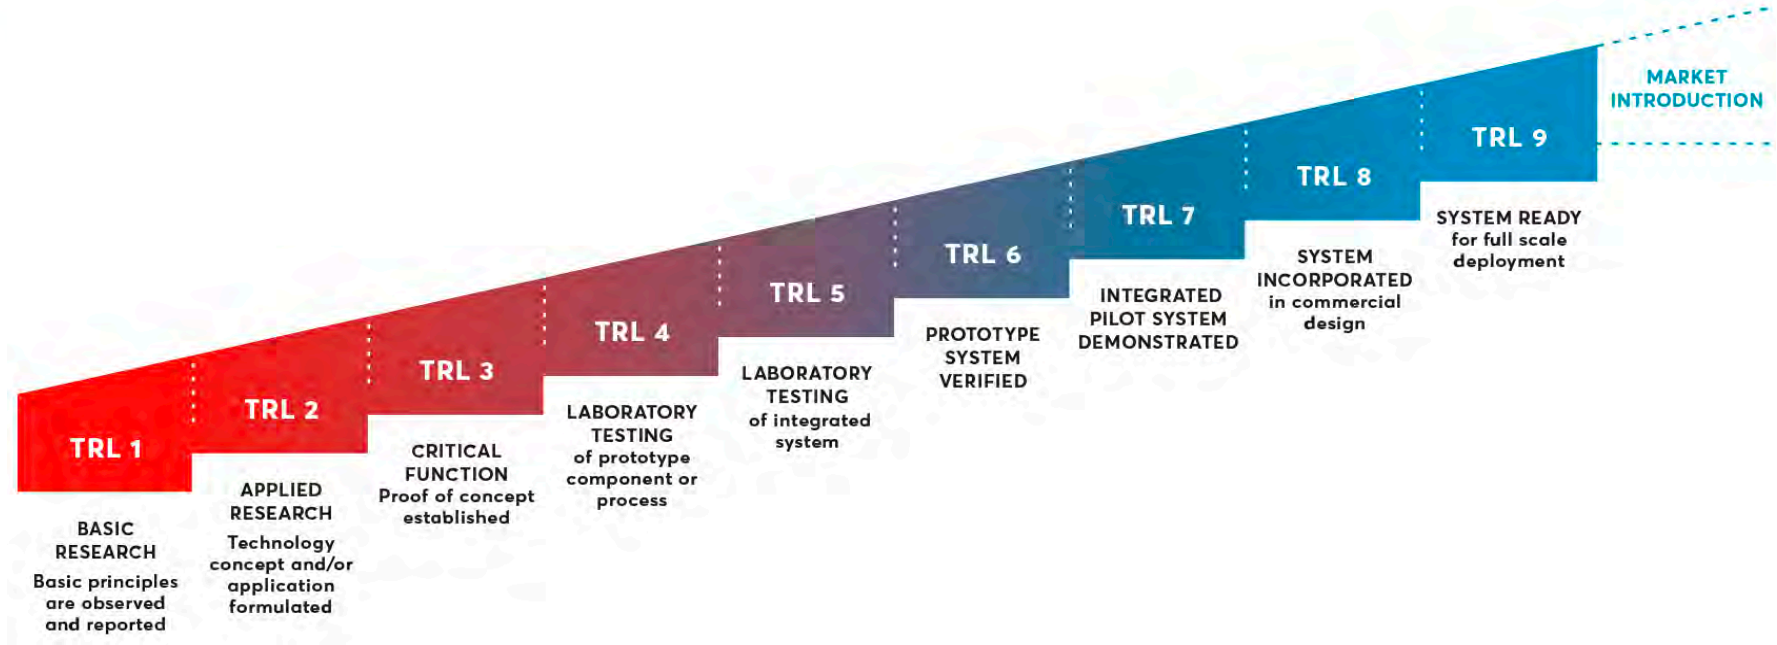 TRL 1
BASIC
RESEARCH
Basic principles
are observed
and reported
TRL 2
APPLIED
RESEARCH
Technology
concept and/or
application
formulated
TRL 3
CRITICAL
FUNCTION
Proof of concept
established
TRL 4
LABORATORY
TESTING
of prototype
component or
process
TRL 5
LABORATORY
TESTING
of integrated
system
TRL 6
PROTOTYPE
SYSTEM
VERIFIED
TRL 7
INTEGRATED
PILOT SYSTEM
DEMONSTRATED
TRL 8
SYSTEM
INCORPORATED
in commercial
design
TRL 9
SYSTEM READY
for full scale
deployment
MARKET
INTRODUCTION